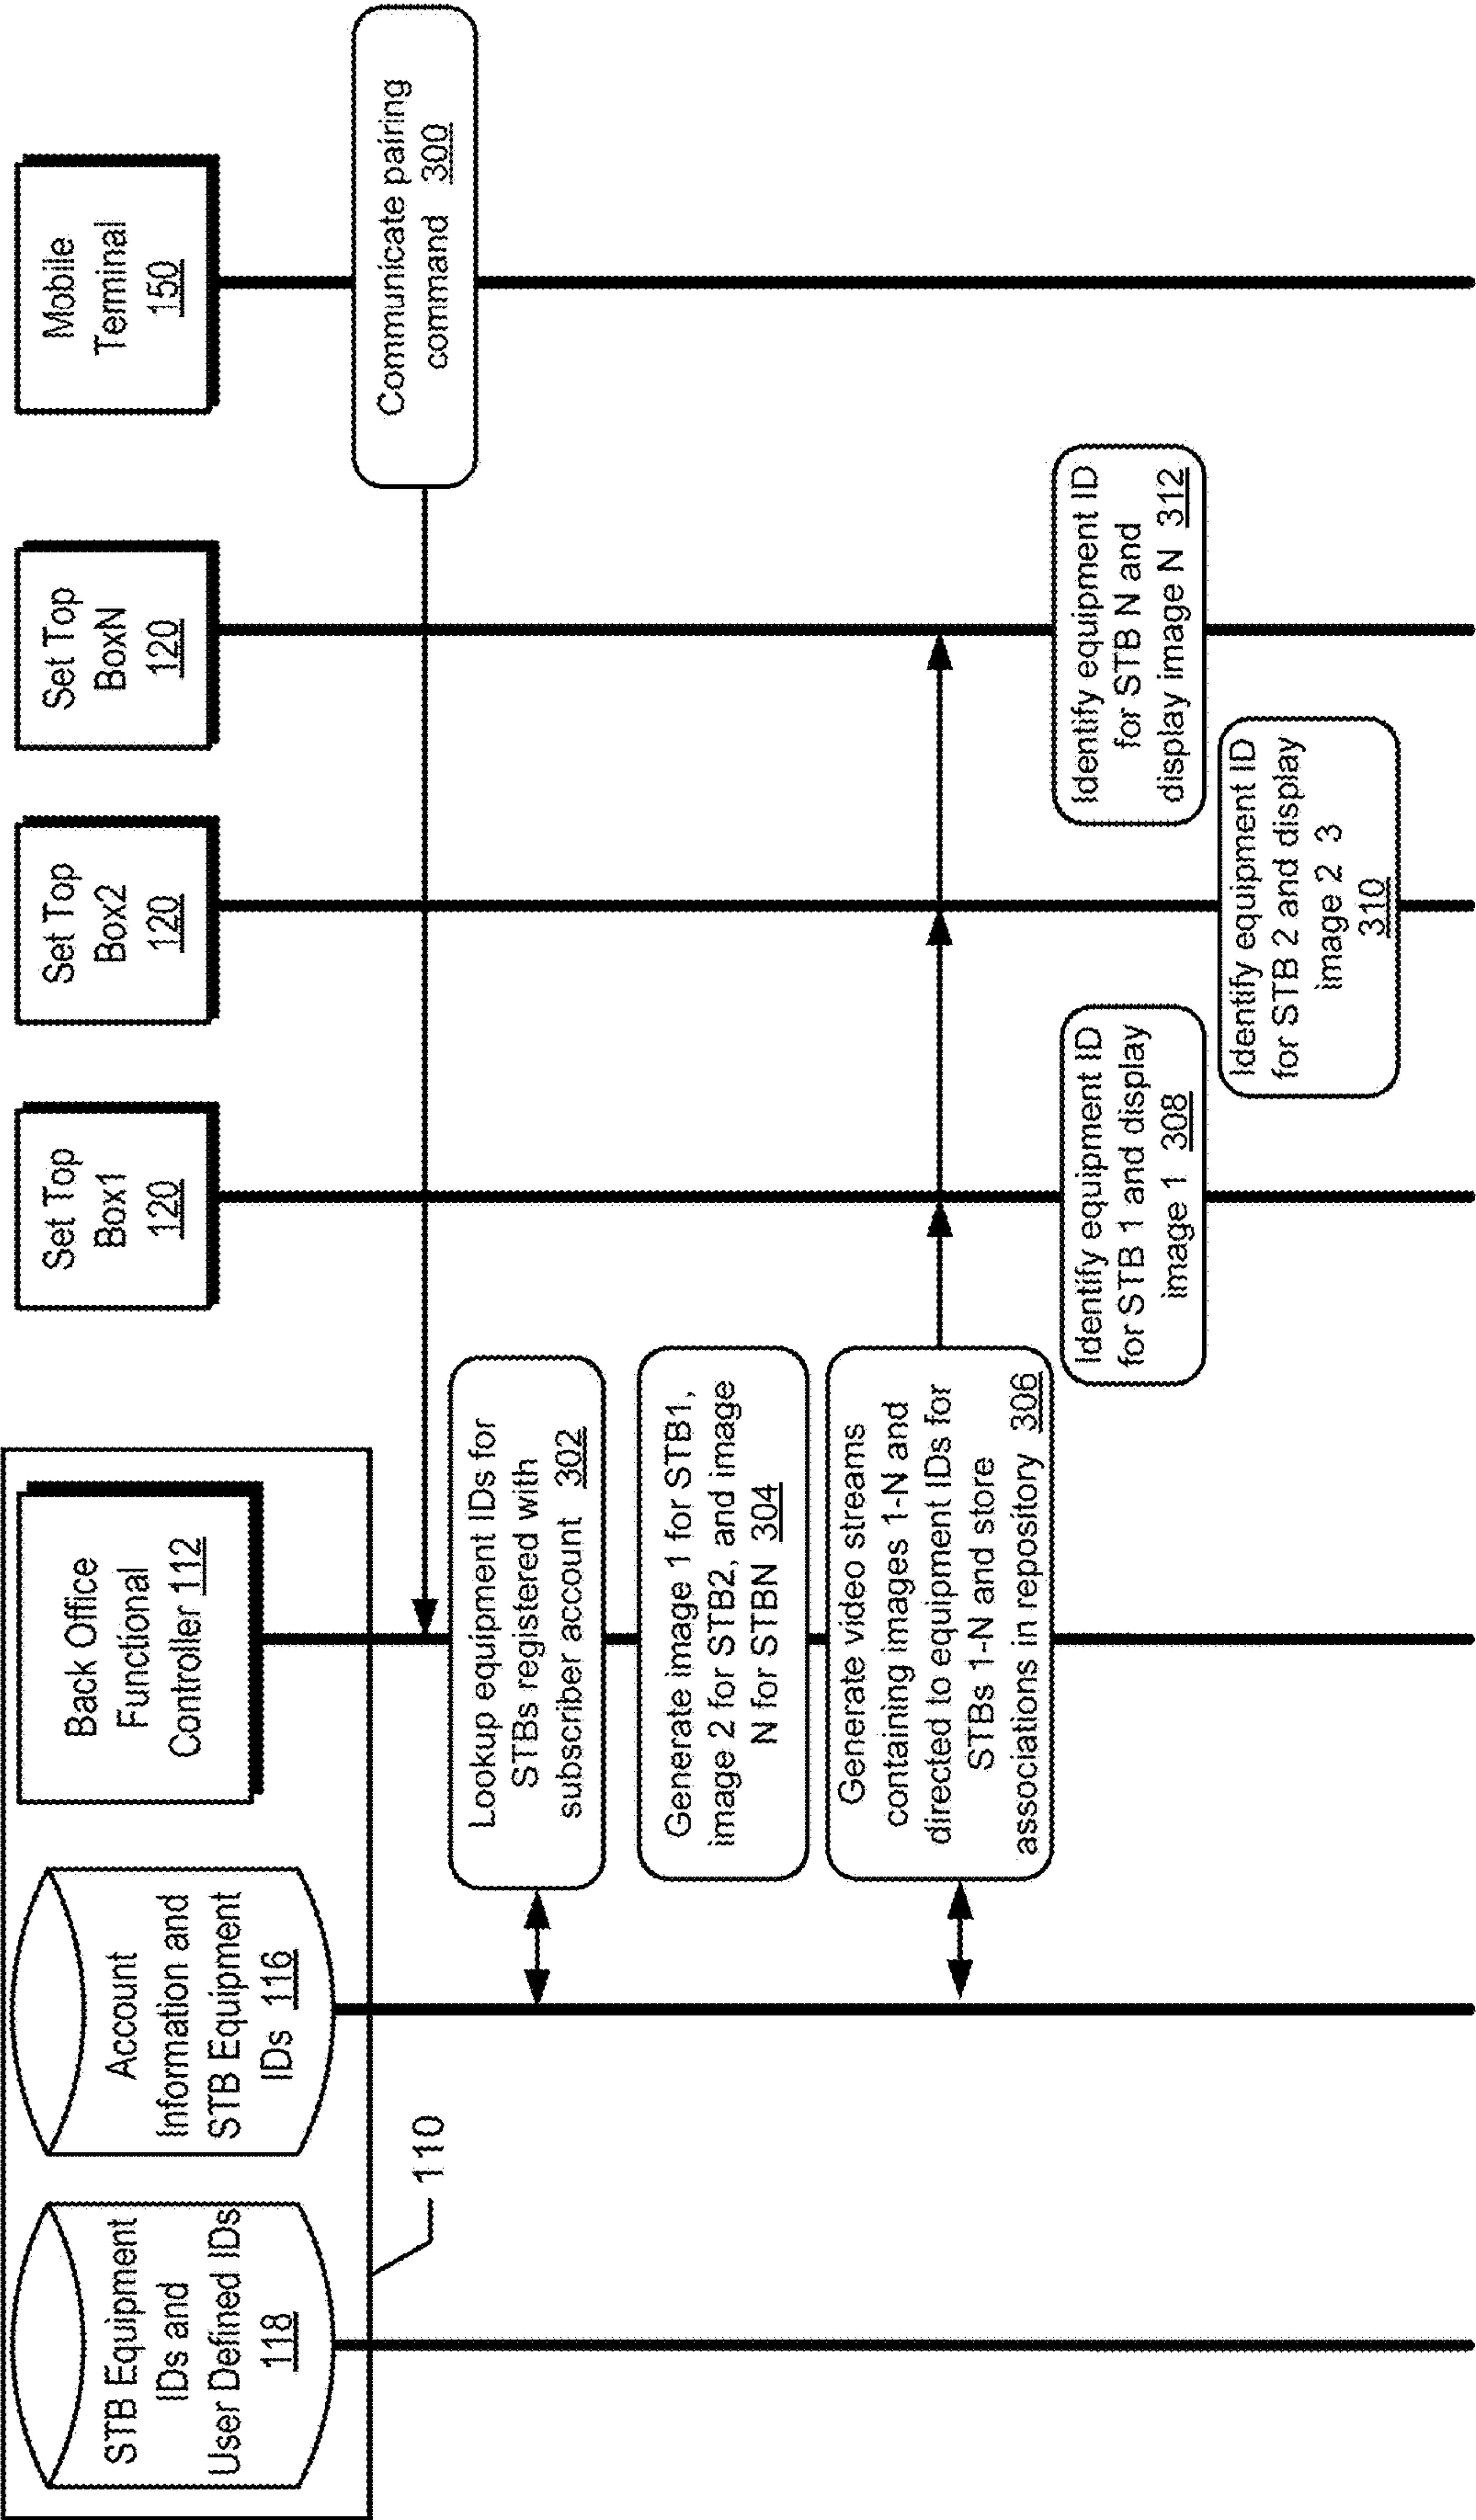 STB Equipment
IDs and
User Defined IDs
118
Account
Information and
STB Equipment
IDs 116
Back Office
Functional
Controller 112
Set Top
Box1
120
Set Top
Box2
120
Set Top
BoxN
120
Mobile
Terminal
150
110
Communicate pairing
command 300
Lookup equipment IDs for
STBs registered with
subscriber account 302
Generate image 1 for STB1,
image 2 for STB2, and image
N for STBN 304
Generate video streams
containing images 1-N and
directed to equipment IDs for
STBs 1-N and store
associations in repository 306
Identify equipment ID
for STB 1 and display
image 1 308
Identify equipment ID
for STB 2 and display
image 2 3
310
Identify equipment ID
for STB N and
display image N 312